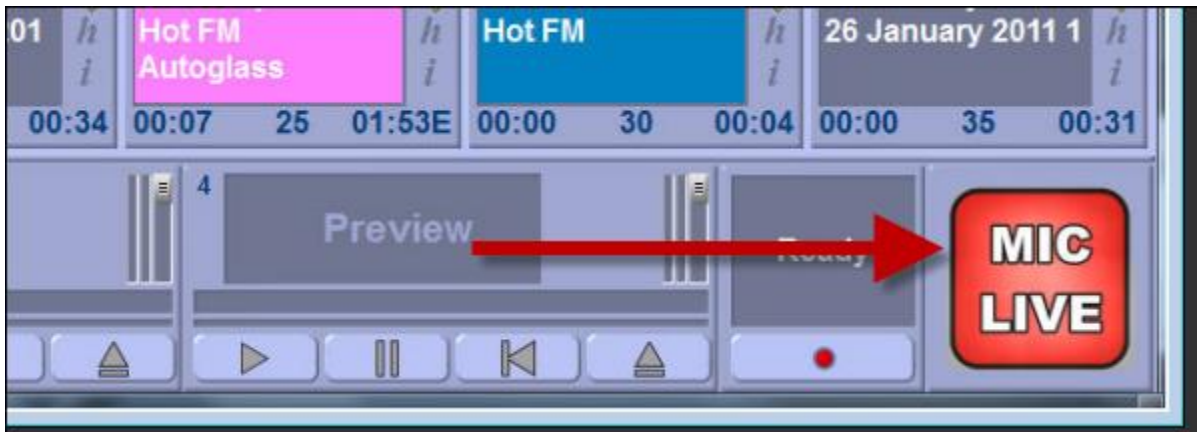 01
h
i
Hot FM
Autoglass
h
i
Hot FM
h
i
26 January 2011 1
h
i
00:34
00:07 25 01:53E
00:00 30 00:04
00:00 35 00:31
4
Preview
Ready
MIC
LIVE